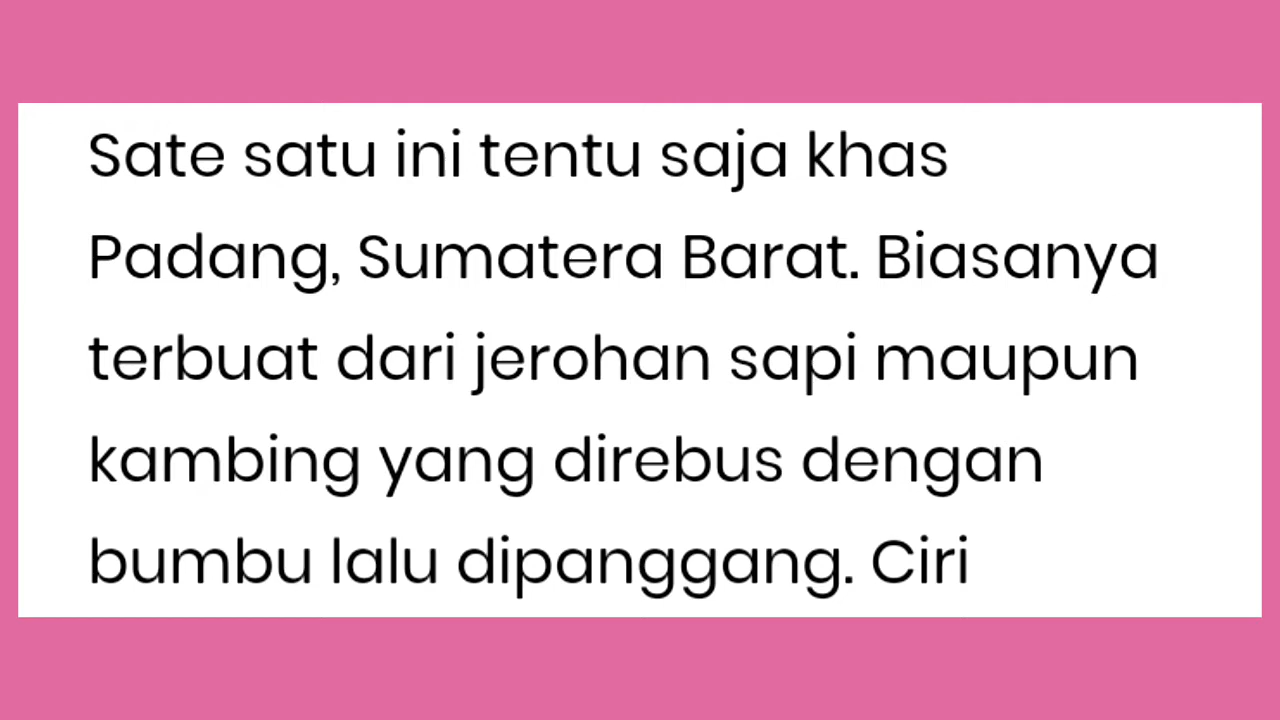 Sate satu ini tentu saja khas
Padang, Sumatera Barat. Biasanya
terbuat dari jerohan sapi maupun
kambing yang direbus dengan
bumbu lalu dipanggang. Ciri